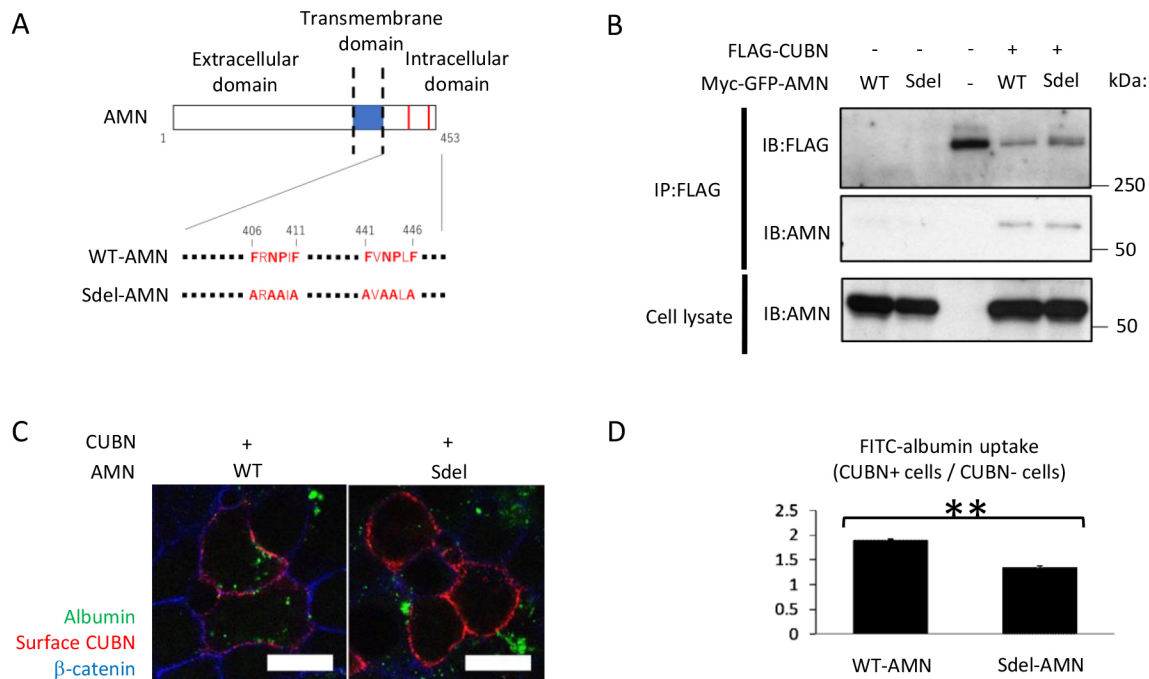 A
Transmembrane
domain
Extracellular
domain
Intracellular
domain
AMN
1
453
406 411 441 446
WT-AMN FRNPIF FVNPLF
Sdel-AMN ARAAIA AVAALA
B
FLAG-CUBN - - - + +
Myc-GFP-AMN WT Sdel - WT Sdel kDa:
IP:FLAG
IB:FLAG
250
IB:AMN
50
Cell lysate
IB:AMN
50
C
CUBN + +
AMN WT Sdel
Albumin
Surface CUBN
β-catenin
D
FITC-albumin uptake
(CUBN+ cells / CUBN- cells)
**
2.5
2
1.5
1
0.5
0
WT-AMN Sdel-AMN